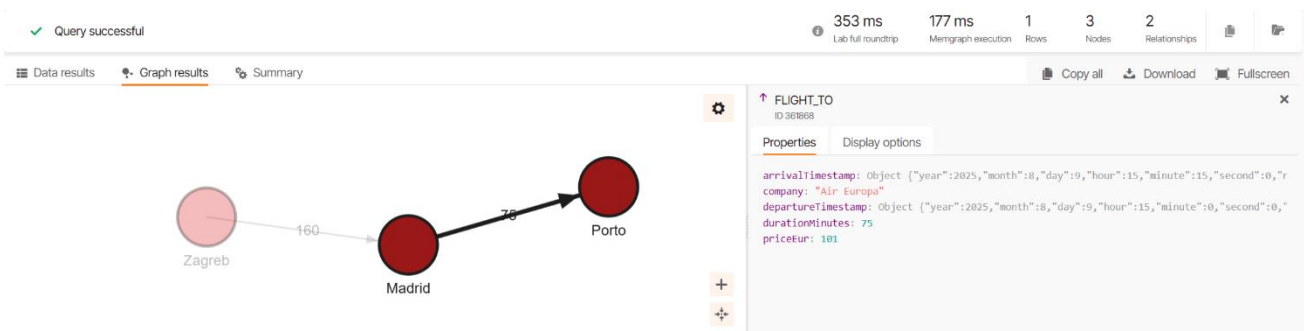 Query successful
353 ms
Lab full roundtrip
177 ms
Memgraph execution
1
Rows
3
Nodes
2
Relationships
Data results
Graph results
Summary
Copy all
Download
Fullscreen
FLIGHT_TO
ID 361868
Properties
Display options
arrivalTimestamp: Object {"year":2025,"month":8,"day":9,"hour":15,"minute":15,"second":0,"r
company: "Air Europa"
departureTimestamp: Object {"year":2025,"month":8,"day":9,"hour":15,"minute":0,"second":0,"
durationMinutes: 75
priceEur: 101
75
Porto
160
Zagreb
Madrid